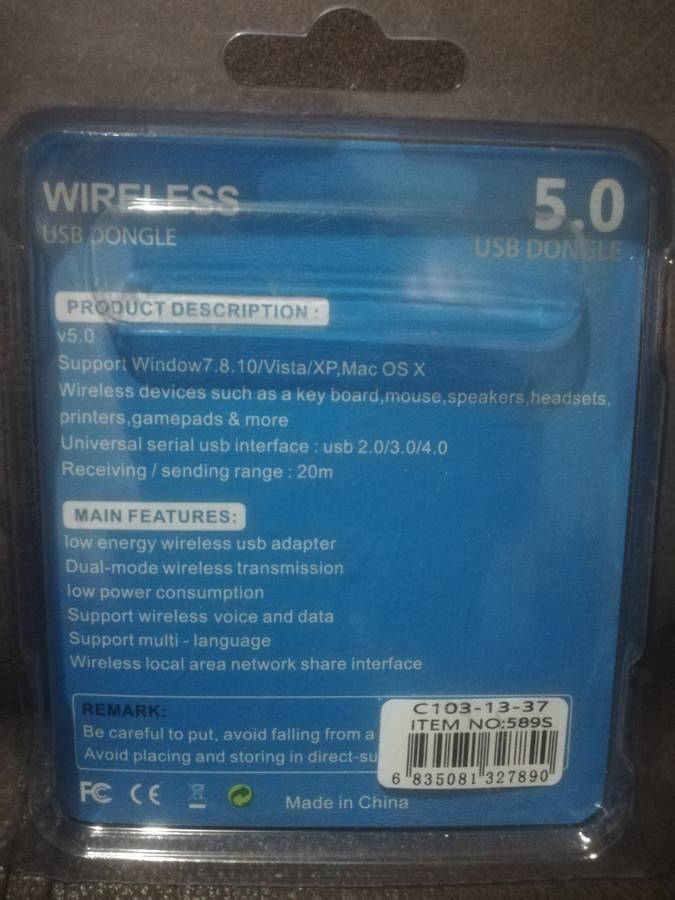 WIRELESS
USB DONGLE
5.0
USB DONGLE
PRODUCT DESCRIPTION :
v5.0
Support Window7.8.10/Vista/XP,Mac OS X
Wireless devices such as a key board,mouse,speakers,headsets,
printers,gamepads & more
Universal serial usb interface : usb 2.0/3.0/4.0
Receiving / sending range : 20m
MAIN FEATURES:
low energy wireless usb adapter
Dual-mode wireless transmission
low power consumption
Support wireless voice and data
Support multi - language
Wireless local area network share interface
REMARK:
Be careful to put, avoid falling from a
Avoid placing and storing in direct-su
C103-13-37
ITEM NO:589S
6 835081 327890
FC CE
Made in China